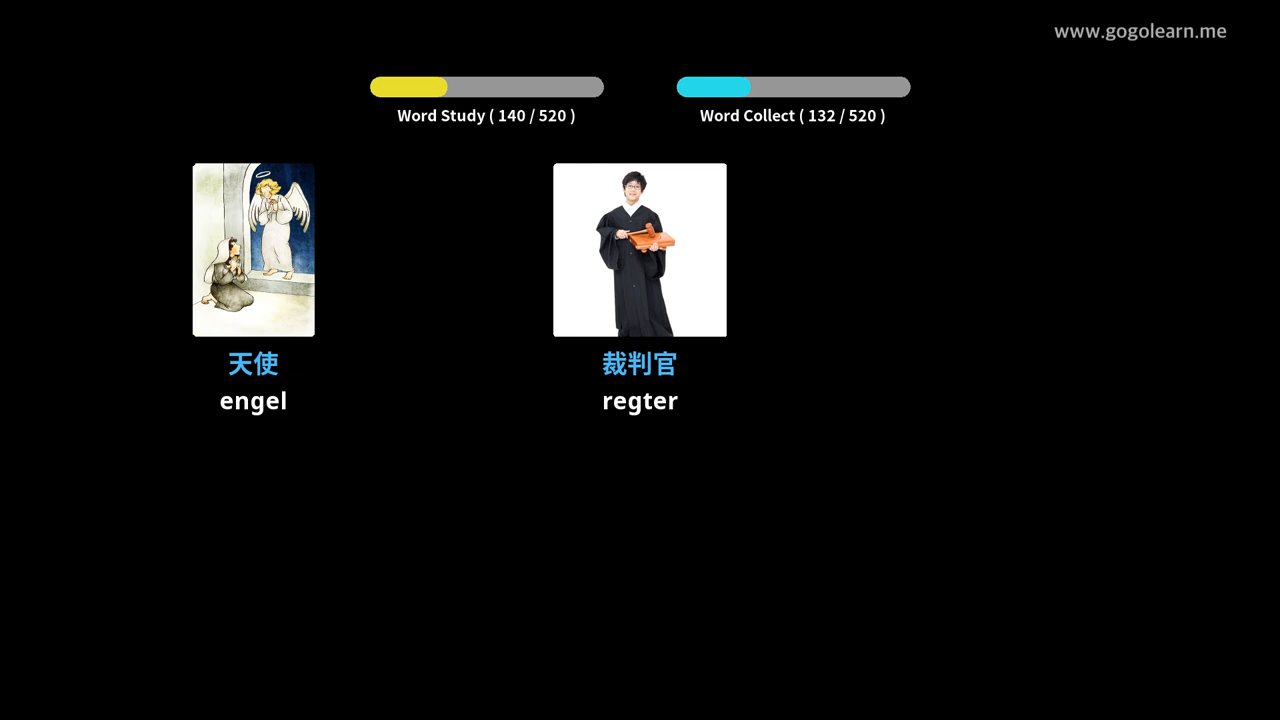 www.gogolearn.me
Word Study ( 140 / 520 )
Word Collect ( 132 / 520 )
天使
engel
裁判官
regter